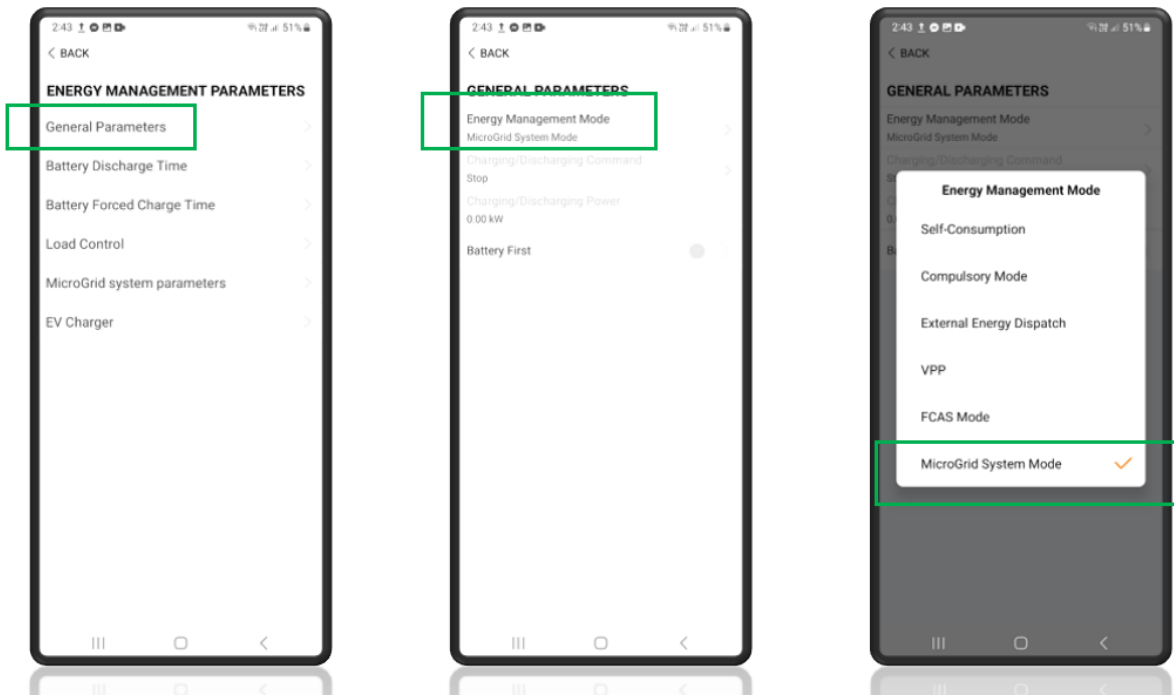 2:43 51%
< BACK
ENERGY MANAGEMENT PARAMETERS
General Parameters
Battery Discharge Time
Battery Forced Charge Time
Load Control
MicroGrid system parameters
EV Charger
2:43 51%
< BACK
GENERAL PARAMETERS
Energy Management Mode
MicroGrid System Mode
Charging/Discharging Command
Stop
Charging/Discharging Power
0.00 kW
Battery First
2:43 51%
< BACK
GENERAL PARAMETERS
Energy Management Mode
MicroGrid System Mode
Charging/Discharging Command
Energy Management Mode
Self-Consumption
Compulsory Mode
External Energy Dispatch
VPP
FCAS Mode
MicroGrid System Mode